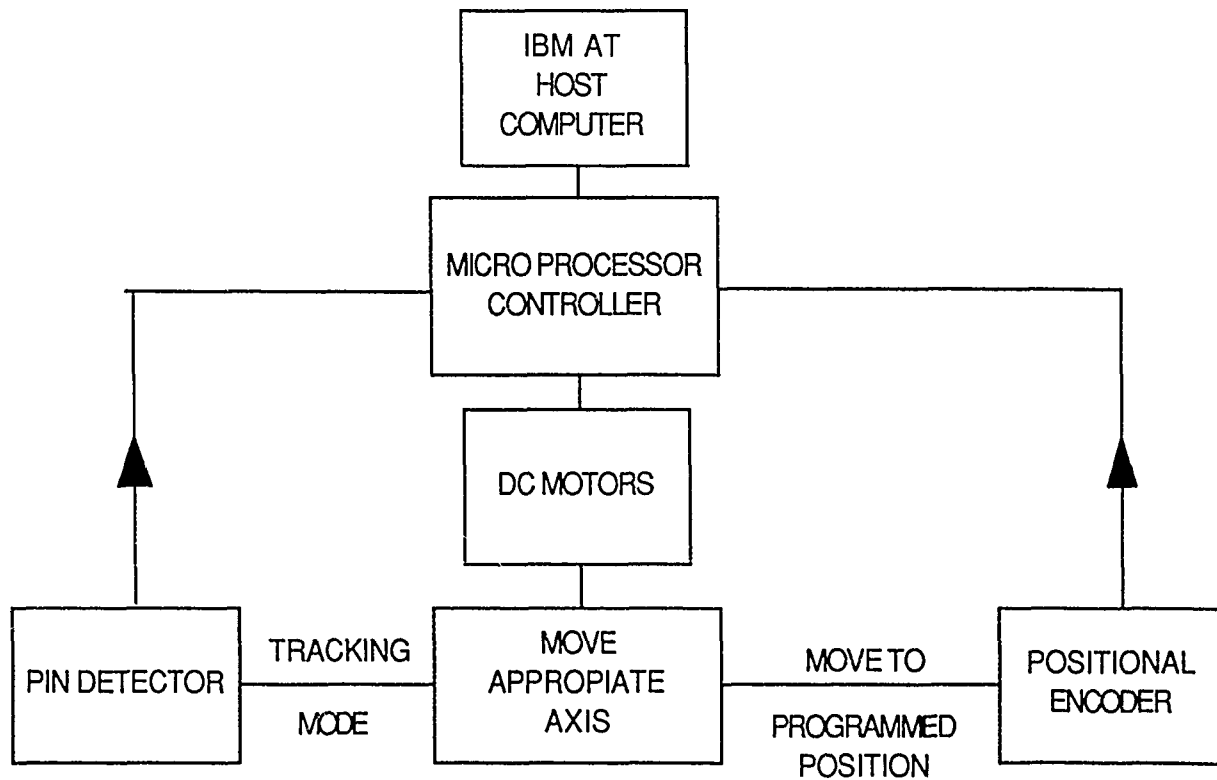 IBM AT
HOST
COMPUTER
MICRO PROCESSOR
CONTROLLER
DC MOTORS
PIN DETECTOR
TRACKING
MODE
MOVE
APPROPIATE
AXIS
MOVE TO
PROGRAMMED
POSITION
POSITIONAL
ENCODER